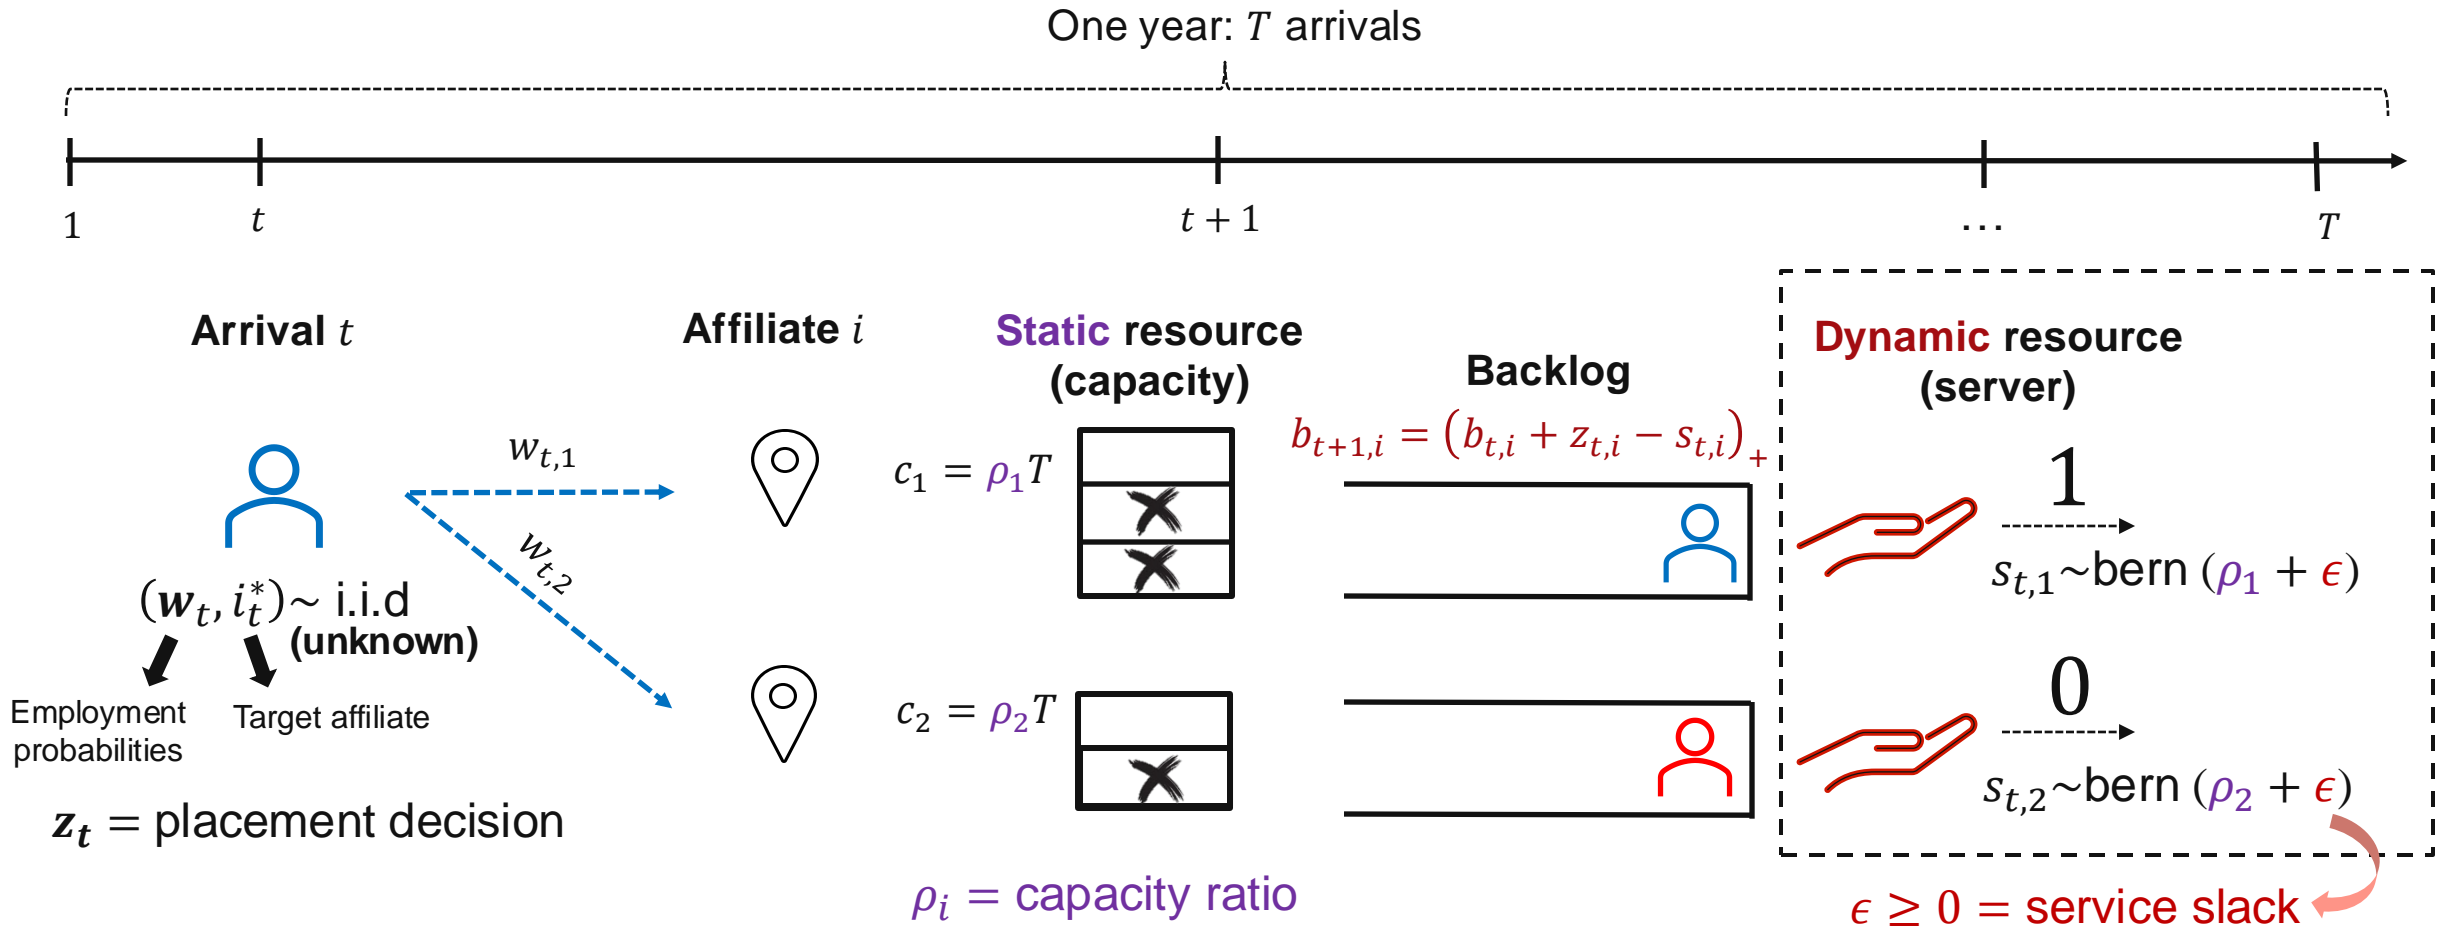 One year: T arrivals
1
t
t + 1
...
T
Arrival t
Affiliate i
Static resource
(capacity)
Backlog
Dynamic resource
(server)
b_{t+1,i} = (b_{t,i} + z_{t,i} − s_{t,i})_+
w_{t,1}
w_{t,2}
c_1 = ρ_1T
1
s_{t,1}~bern (ρ_1 + ϵ)
(w_t, i_t^*)~ i.i.d
(unknown)
Employment
probabilities
Target affiliate
c_2 = ρ_2T
0
s_{t,2}~bern (ρ_2 + ϵ)
z_t = placement decision
ρ_i = capacity ratio
ϵ ≥ 0 = service slack